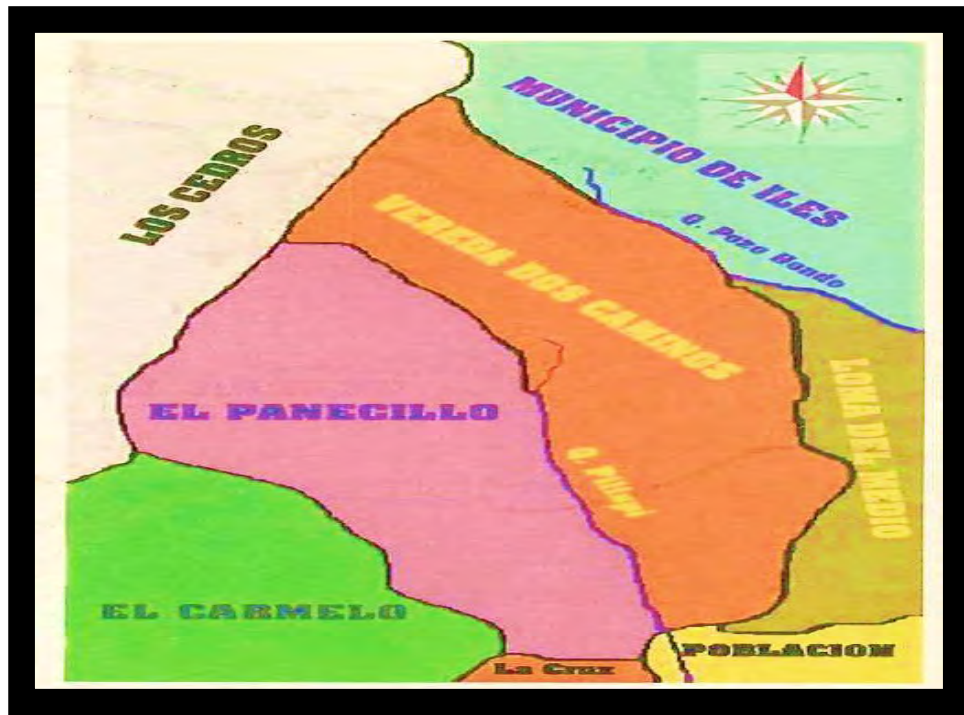 MUNICIPIO DE ILES
LOS CEDROS
Q. Pozo Hondo
VEREDA DOS CAMINOS
LOMA DEL MEDIO
EL PANECILLO
EL CARMELO
POBLACION
La Cruz